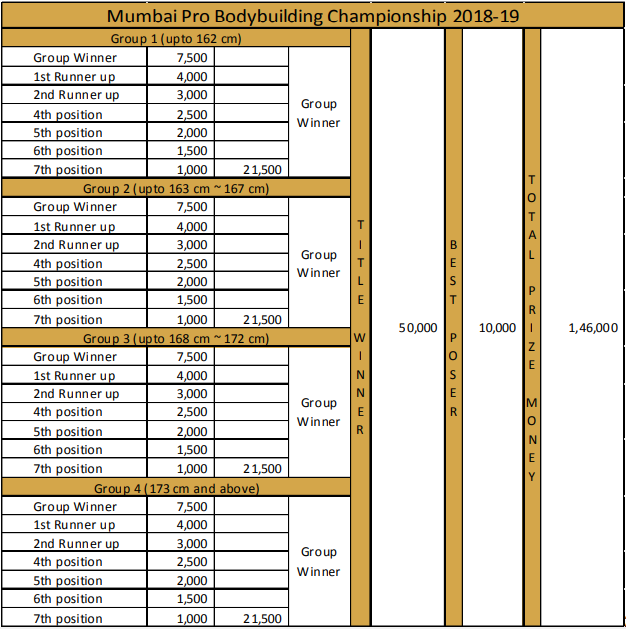 Mumbai Pro Bodybuilding Championship 2018-19
Group 1 (upto 162 cm)
Group Winner 7,500
1st Runner up 4,000
2nd Runner up 3,000
4th position 2,500
5th position 2,000
6th position 1,500
7th position 1,000 21,500
Group
Winner
Group 2 (upto 163 cm ~ 167 cm)
Group Winner 7,500
1st Runner up 4,000
2nd Runner up 3,000
4th position 2,500
5th position 2,000
6th position 1,500
7th position 1,000 21,500
Group
Winner
Group 3 (upto 168 cm ~ 172 cm)
Group Winner 7,500
1st Runner up 4,000
2nd Runner up 3,000
4th position 2,500
5th position 2,000
6th position 1,500
7th position 1,000 21,500
Group
Winner
Group 4 (173 cm and above)
Group Winner 7,500
1st Runner up 4,000
2nd Runner up 3,000
4th position 2,500
5th position 2,000
6th position 1,500
7th position 1,000 21,500
Group
Winner
TITLE WINNER
50,000
BEST POSER
10,000
TOTAL PRIZE MONEY
1,46,000